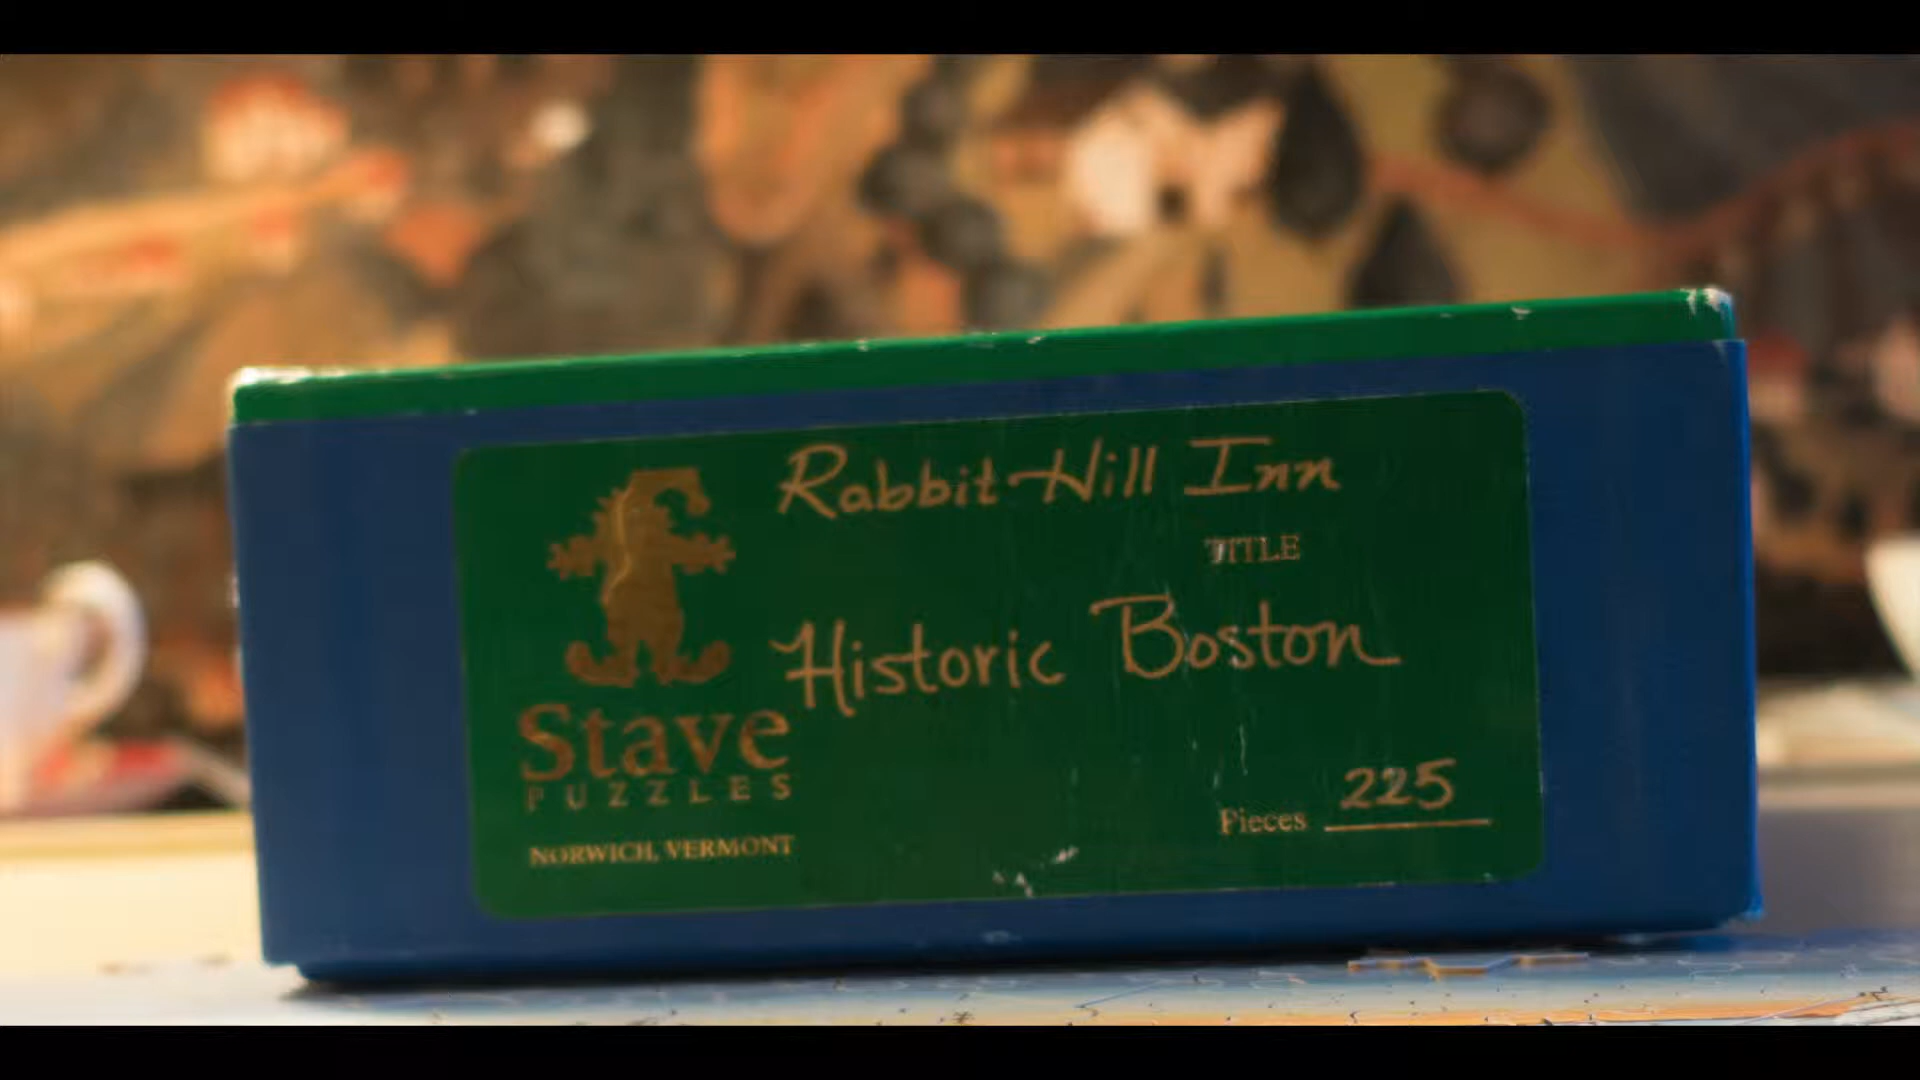 Rabbit Hill Inn
TITLE
Historic Boston
Stave
PUZZLES
NORWICH, VERMONT
Pieces 225